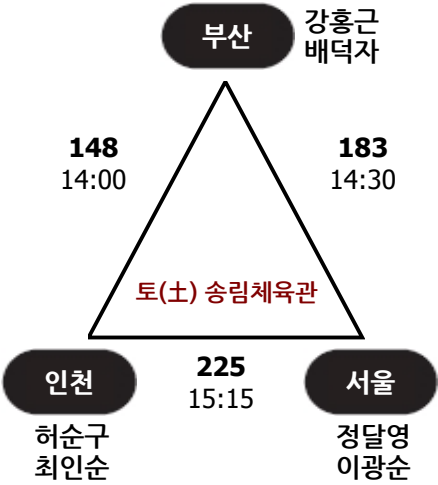 부산
강홍근
배덕자
148
14:00
183
14:30
토(土) 송림체육관
인천
225
15:15
서울
허순구
최인순
정달영
이광순